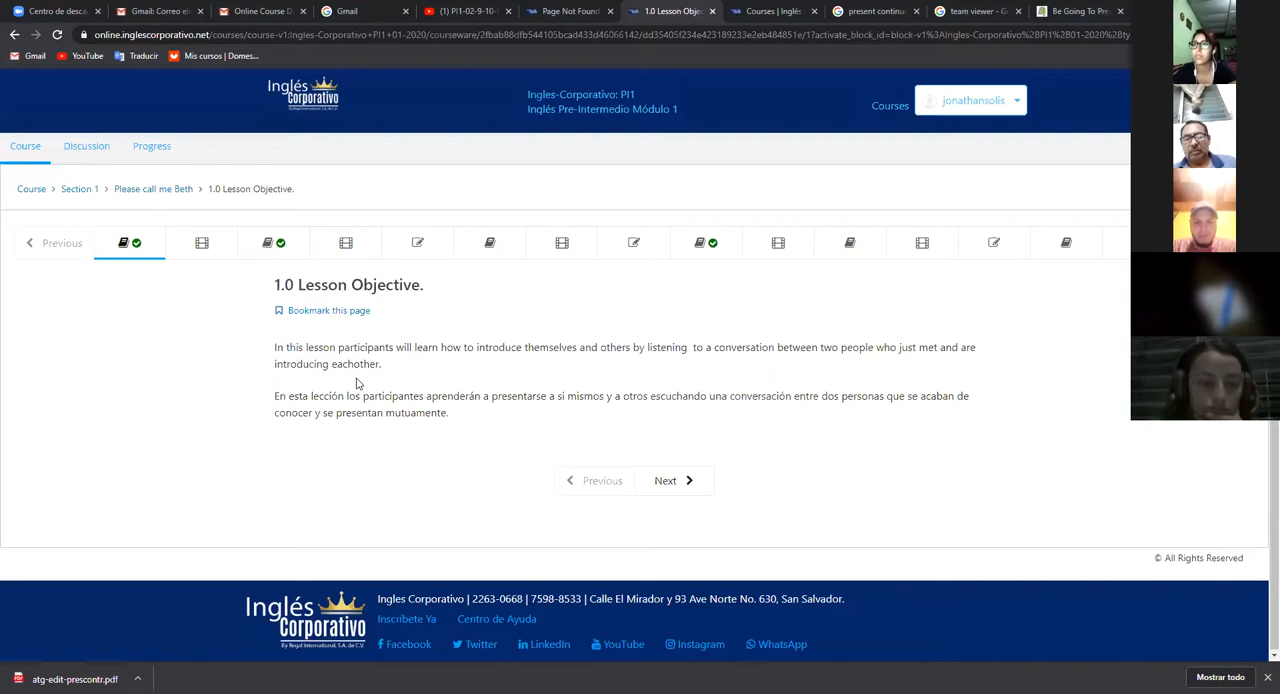 Centro de desca
Gmail: Correo el
Online Course D
Gmail
(1) PI1-02-9-10-
Page Not Found
1.0 Lesson Obje
Courses | Inglés
present continu
team viewer - G
Be Going To Pre
online.inglescorporativo.net/courses/course-v1:Ingles-Corporativo+PI1+01-2020/courseware/2fbab88dfb544105bcad433d46066142/dd35405f234e423189233e2eb484851e/1?activate_block_id=block-v1%3AIngles-Corporativo%2BPI1%2B01-2020%2Bty
Gmail
YouTube
Traducir
Mis cursos | Domes...
Inglés
Corporativo
By Regal International, S.A. de C.V.
Ingles-Corporativo: PI1
Inglés Pre-Intermedio Módulo 1
Courses
jonathansolis
Course
Discussion
Progress
Course > Section 1 > Please call me Beth > 1.0 Lesson Objective.
Previous
1.0 Lesson Objective.
Bookmark this page
In this lesson participants will learn how to introduce themselves and others by listening to a conversation between two people who just met and are
introducing eachother.
En esta lección los participantes aprenderán a presentarse a si mismos y a otros escuchando una conversación entre dos personas que se acaban de
conocer y se presentan mutuamente.
Previous
Next
© All Rights Reserved
Inglés
Corporativo
By Regal International, S.A. de C.V.
Ingles Corporativo | 2263-0668 | 7598-8533 | Calle El Mirador y 93 Ave Norte No. 630, San Salvador.
Inscríbete Ya
Centro de Ayuda
Facebook
Twitter
LinkedIn
YouTube
Instagram
WhatsApp
atg-edit-prescontr.pdf
Mostrar todo